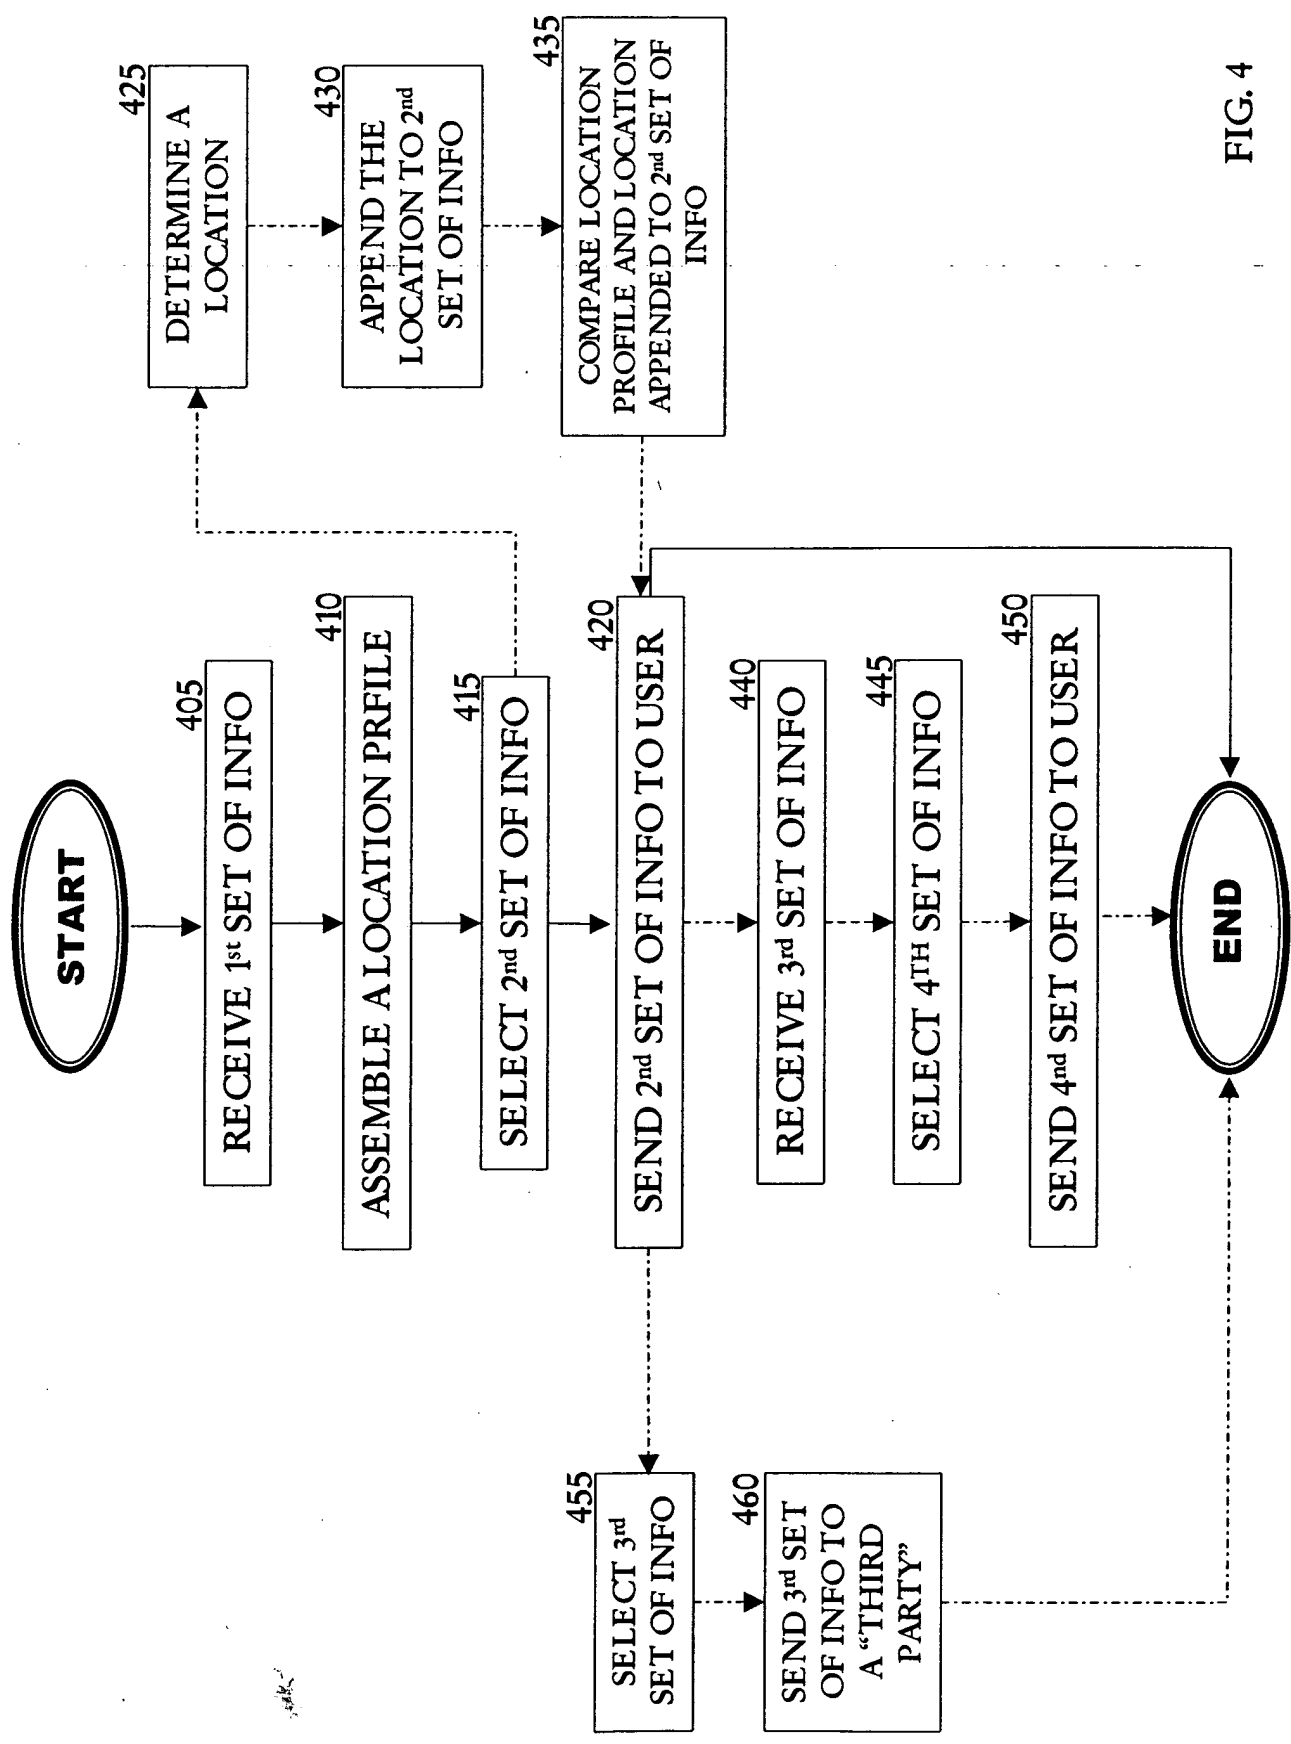 START
405
RECEIVE 1st SET OF INFO
410
ASSEMBLE A LOCATION PRFILE
415
SELECT 2nd SET OF INFO
420
SEND 2nd SET OF INFO TO USER
425
DETERMINE A
LOCATION
430
APPEND THE
LOCATION TO 2nd
SET OF INFO
435
COMPARE LOCATION
PROFILE AND LOCATION
APPENDED TO 2nd SET OF
INFO
440
RECEIVE 3rd SET OF INFO
445
SELECT 4TH SET OF INFO
450
SEND 4nd SET OF INFO TO USER
455
SELECT 3rd
SET OF INFO
460
SEND 3rd SET
OF INFO TO
A “THIRD
PARTY”
END
FIG. 4